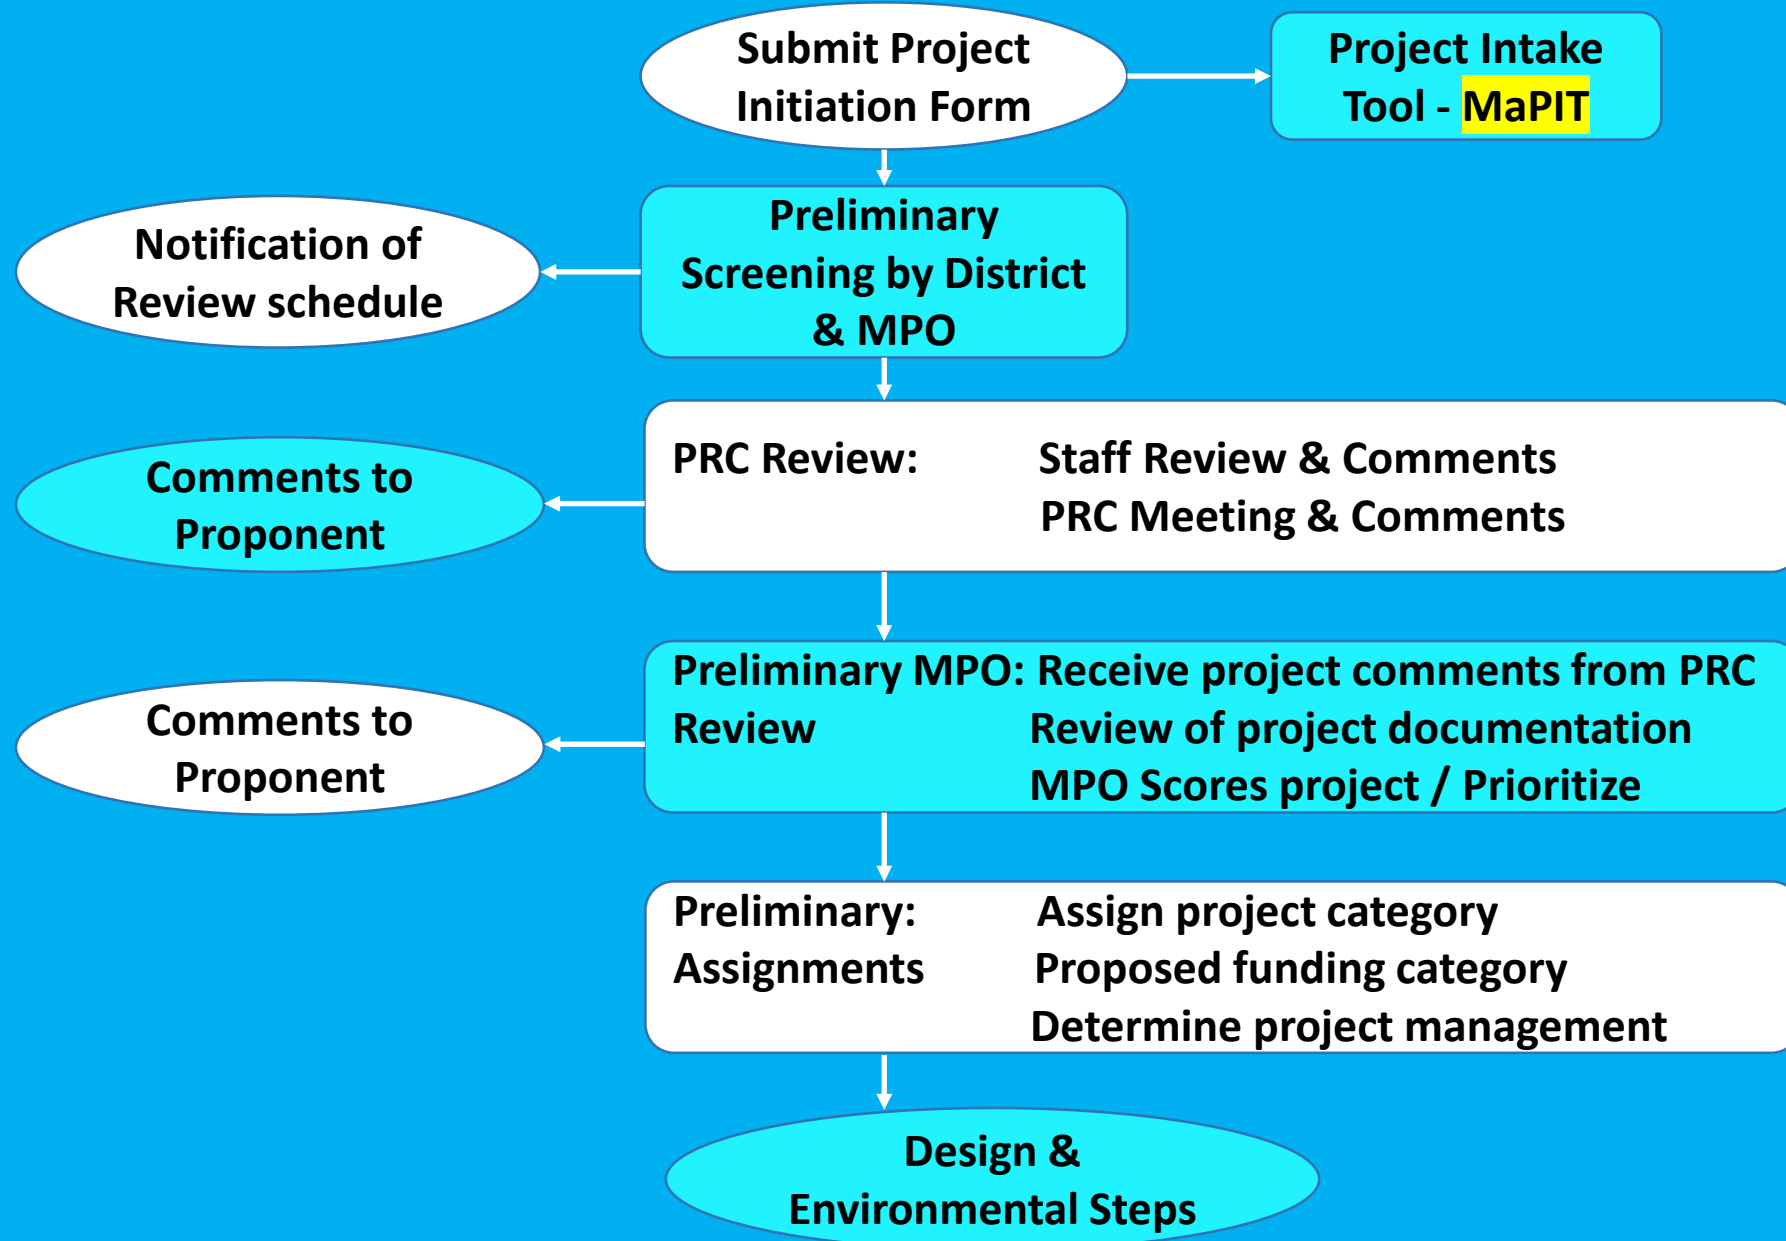 Submit Project
Initiation Form
Project Intake
Tool - MaPIT
Preliminary
Screening by District
& MPO
Notification of
Review schedule
PRC Review: Staff Review & Comments
PRC Meeting & Comments
Comments to
Proponent
Preliminary MPO: Receive project comments from PRC
Review Review of project documentation
MPO Scores project / Prioritize
Comments to
Proponent
Preliminary: Assign project category
Assignments Proposed funding category
Determine project management
Design &
Environmental Steps